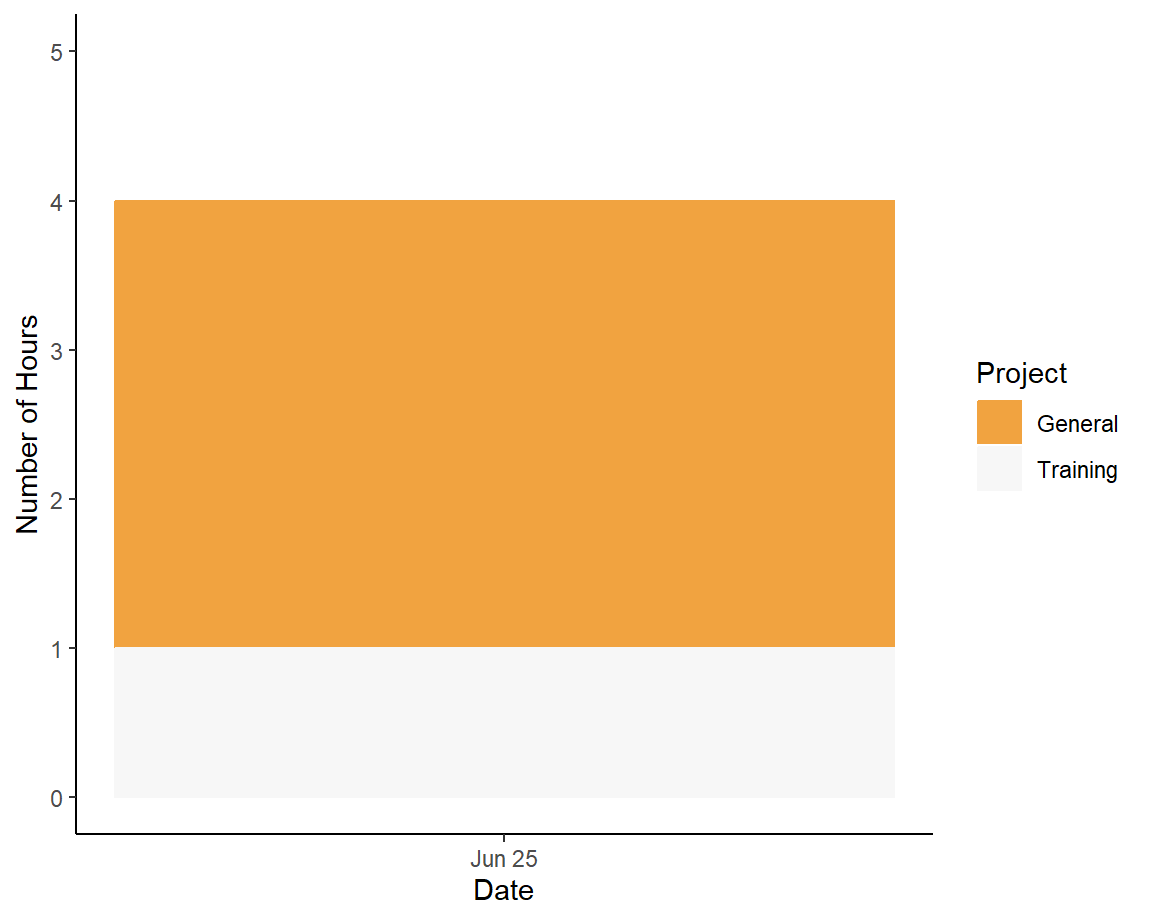 5
4
3
2
1
0
Number of Hours
Jun 25
Date
Project
General
Training